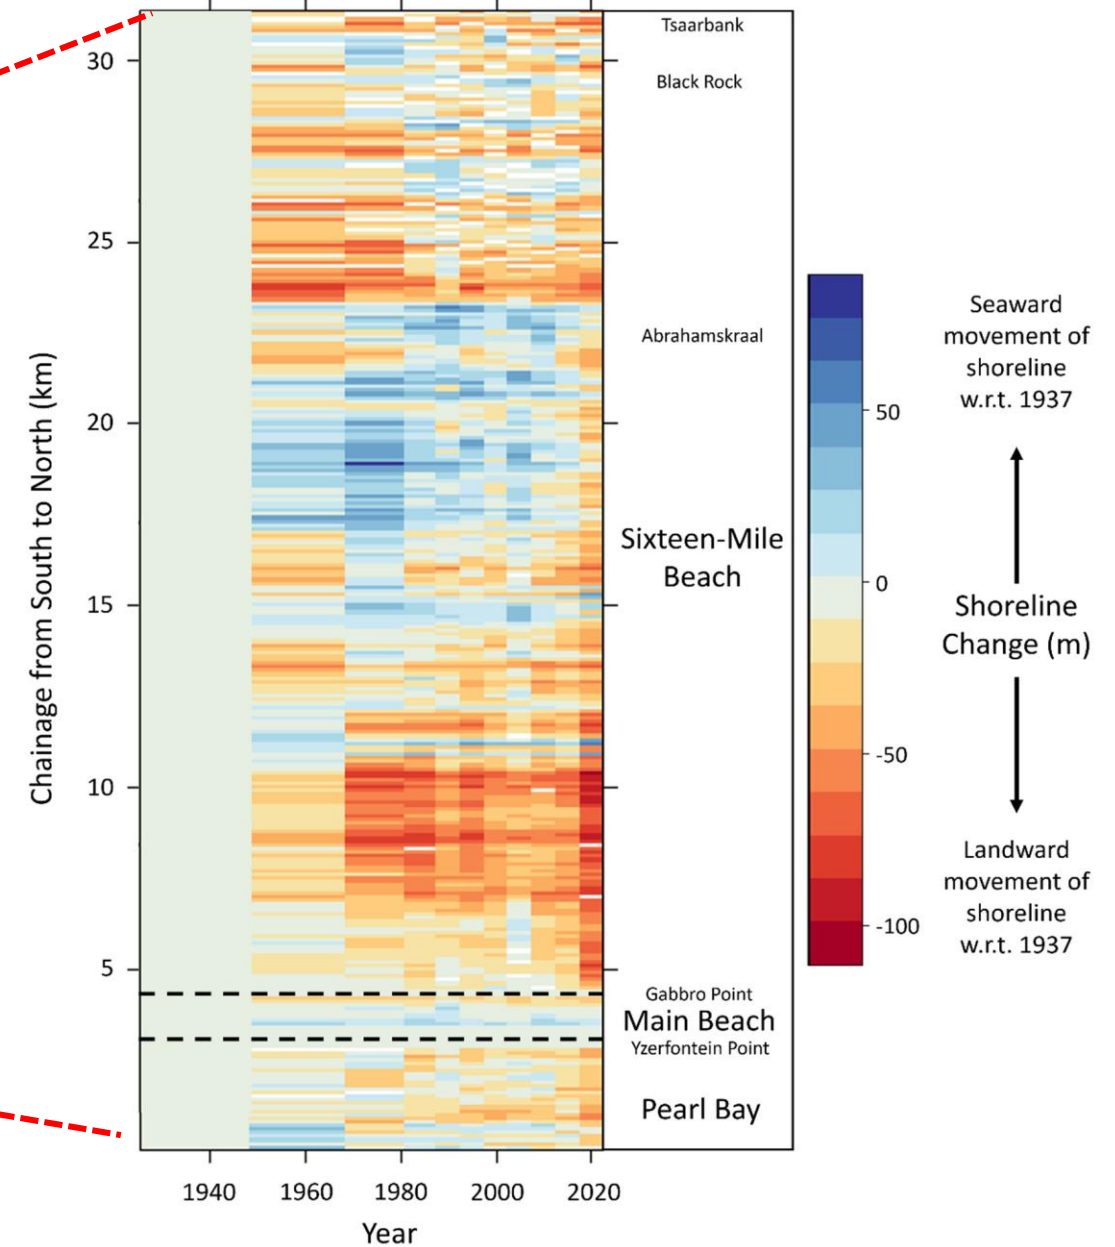 30
25
20
15
10
5
Chainage from South to North (km)
1940
1960
1980
2000
2020
Year
Tsaarbank
Black Rock
Abrahamskraal
Sixteen-Mile
Beach
Gabbro Point
Main Beach
Yzerfontein Point
Pearl Bay
50
0
-50
-100
Seaward
movement of
shoreline
w.r.t. 1937
Shoreline
Change (m)
Landward
movement of
shoreline
w.r.t. 1937